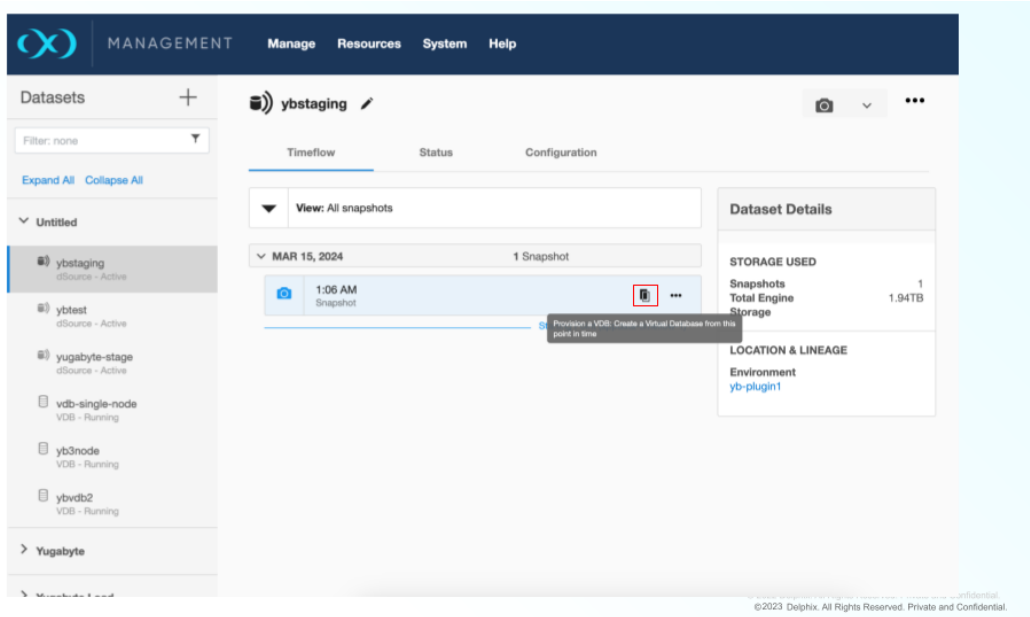 MANAGEMENT
Manage Resources System Help
Datasets
Filter: none
Expand All Collapse All
Untitled
ybstaging
dSource - Active
ybtest
dSource - Active
yugabyte-stage
dSource - Active
vdb-single-node
VDB - Running
yb3node
VDB - Running
ybvdb2
VDB - Running
Yugabyte
ybstaging
Timeflow Status Configuration
View: All snapshots
MAR 15, 2024 1 Snapshot
1:06 AM
Snapshot
Provision a VDB: Create a Virtual Database from this
point in time
Dataset Details
STORAGE USED
Snapshots 1
Total Engine 1.94TB
Storage
LOCATION & LINEAGE
Environment
yb-plugin1
©2023 Delphix. All Rights Reserved. Private and Confidential.